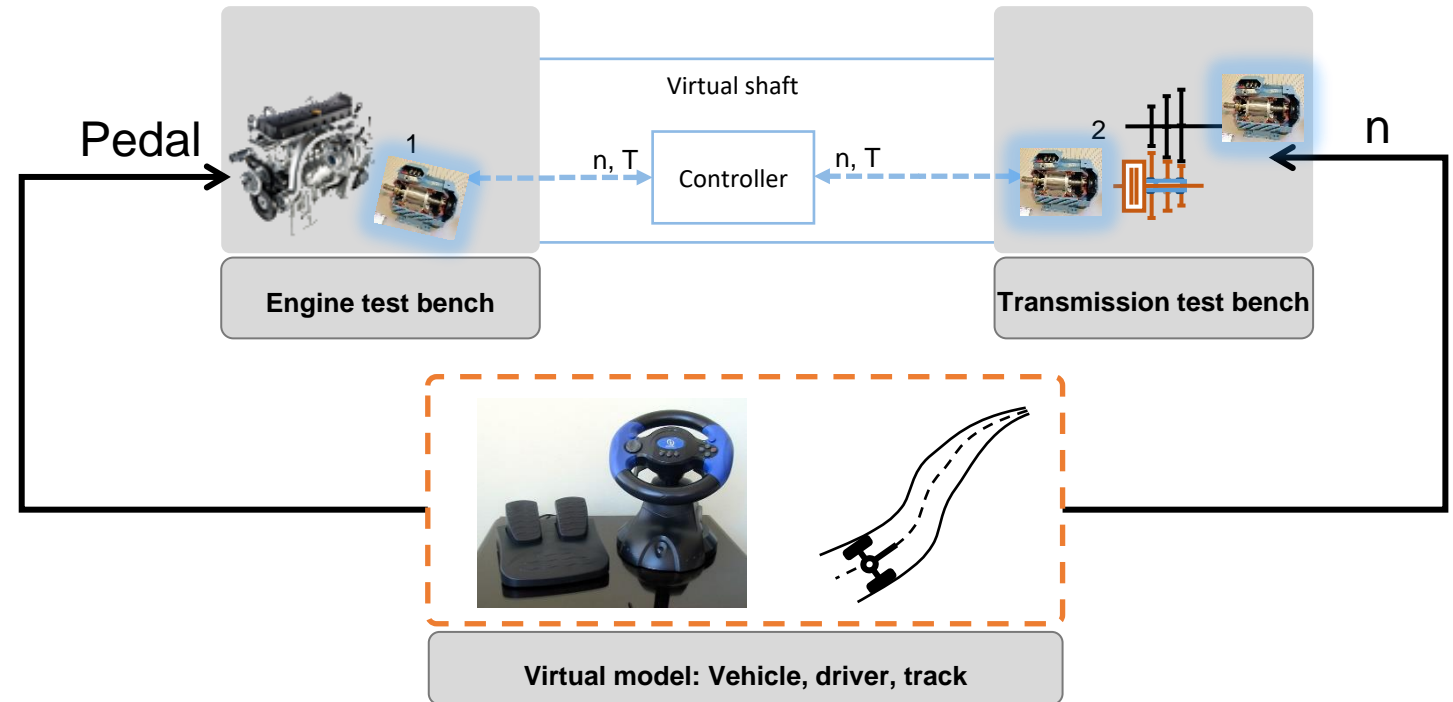 Virtual shaft
Pedal
1
n, T
Controller
n, T
2
n
Engine test bench
Transmission test bench
Virtual model: Vehicle, driver, track